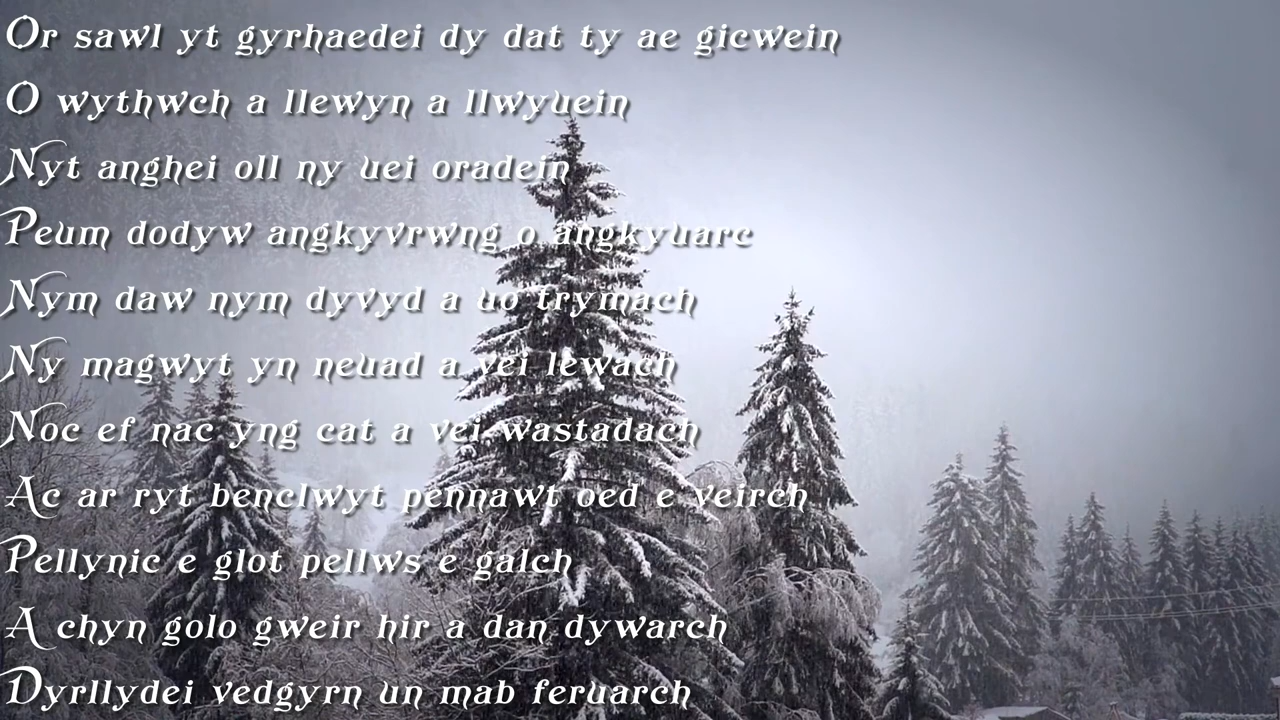 Or sawl yt gyrhaedei dy dat ty ae gicwein
O wythwch a llewyn a llwyuein
Nyt anghei oll ny uei oradein
Peum dodyw angkyvrwng o angkyuarc
Nym daw nym dyvyd a uo trymach
Ny magwyt yn neuad a vei lewach
Noc ef nac yng cat a vei wastadach
Ac ar ryt benclwyt pennawt oed e veirch
Pellynic e glot pellws e galch
A chyn golo gweir hir a dan dywarch
Dyrllydei vedgyrn un mab feruarch